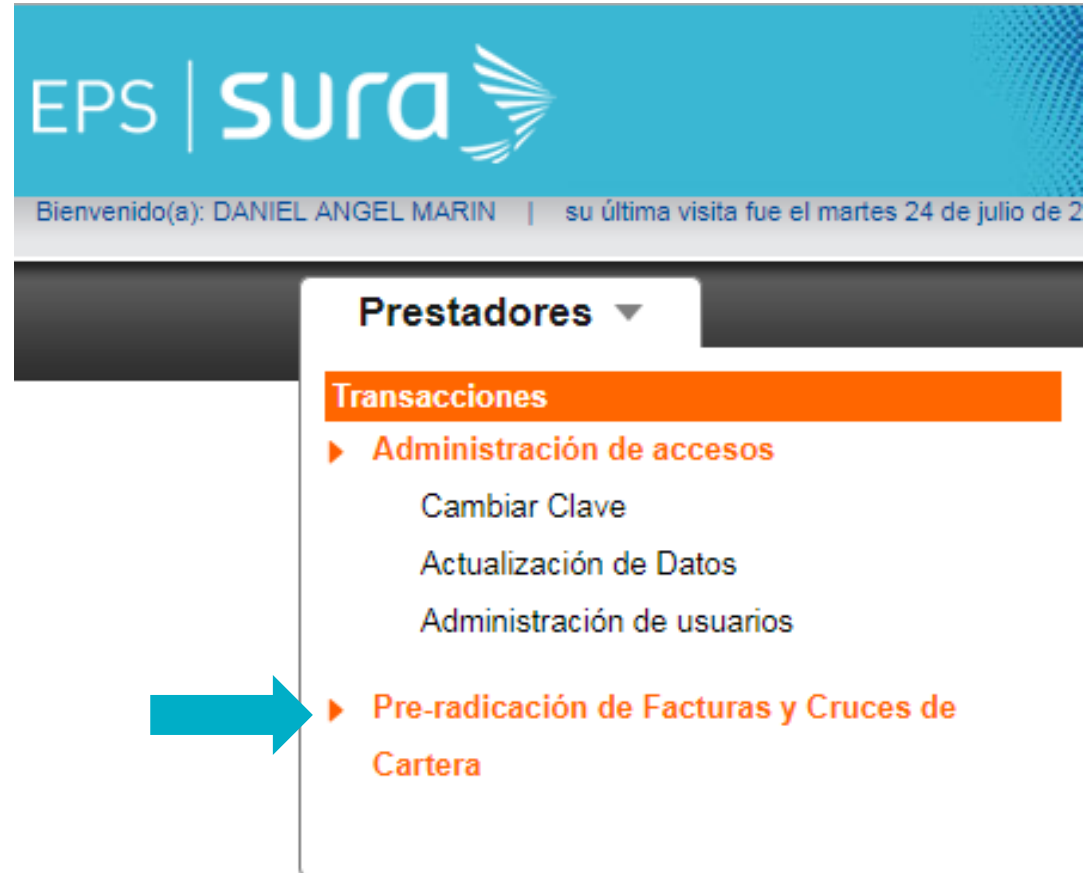 EPS | sura
Bienvenido(a): DANIEL ANGEL MARIN | su última visita fue el martes 24 de julio de 2
Prestadores
Transacciones
Administración de accesos
Cambiar Clave
Actualización de Datos
Administración de usuarios
Pre-radicación de Facturas y Cruces de
Cartera